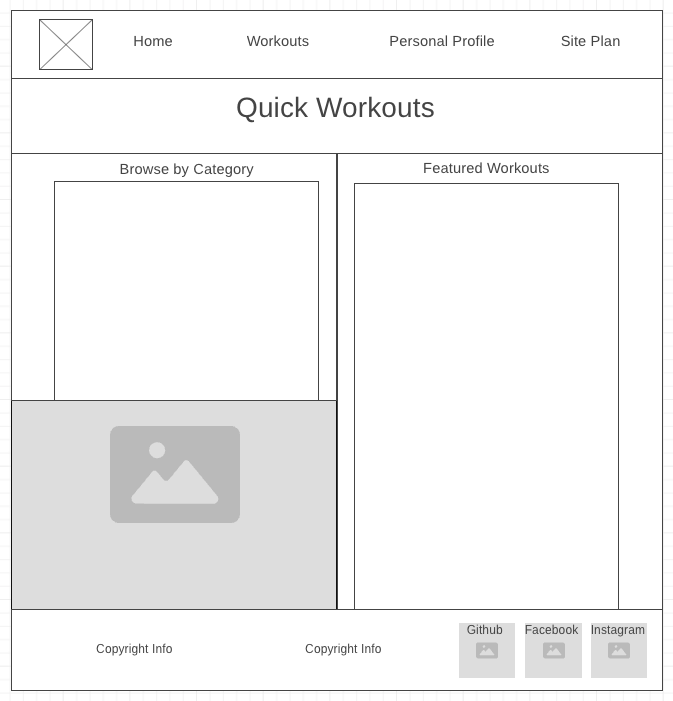 Home Workouts Personal Profile Site Plan
Quick Workouts
Browse by Category
Featured Workouts
Copyright Info
Copyright Info
Github
Facebook
Instagram